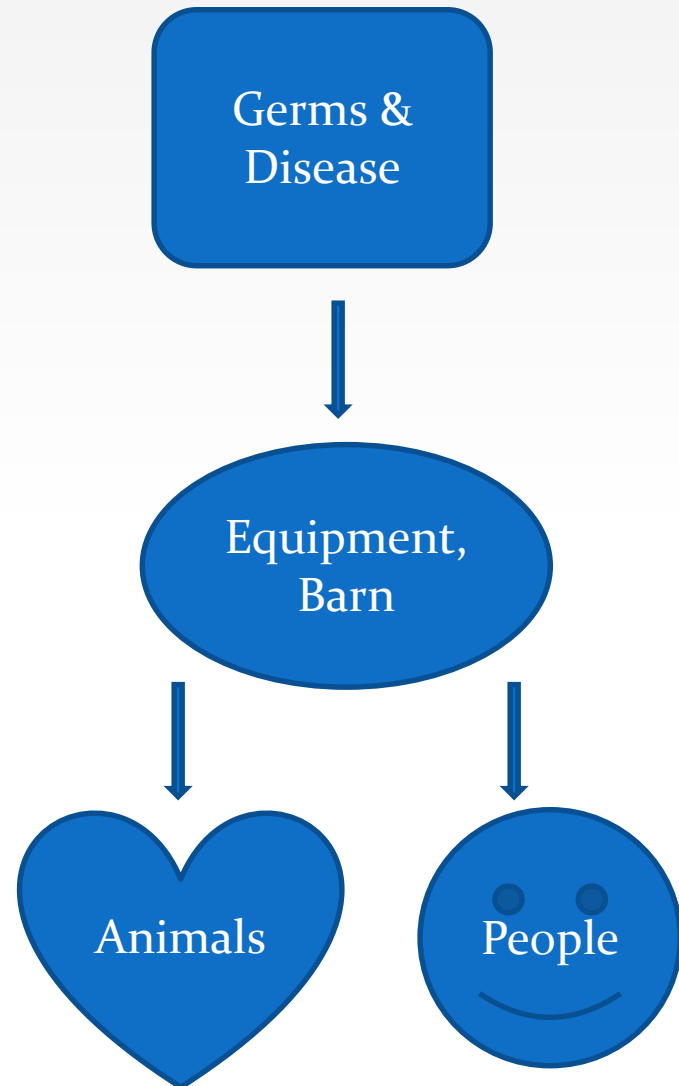 Germs &
Disease
Equipment,
Barn
Animals
People